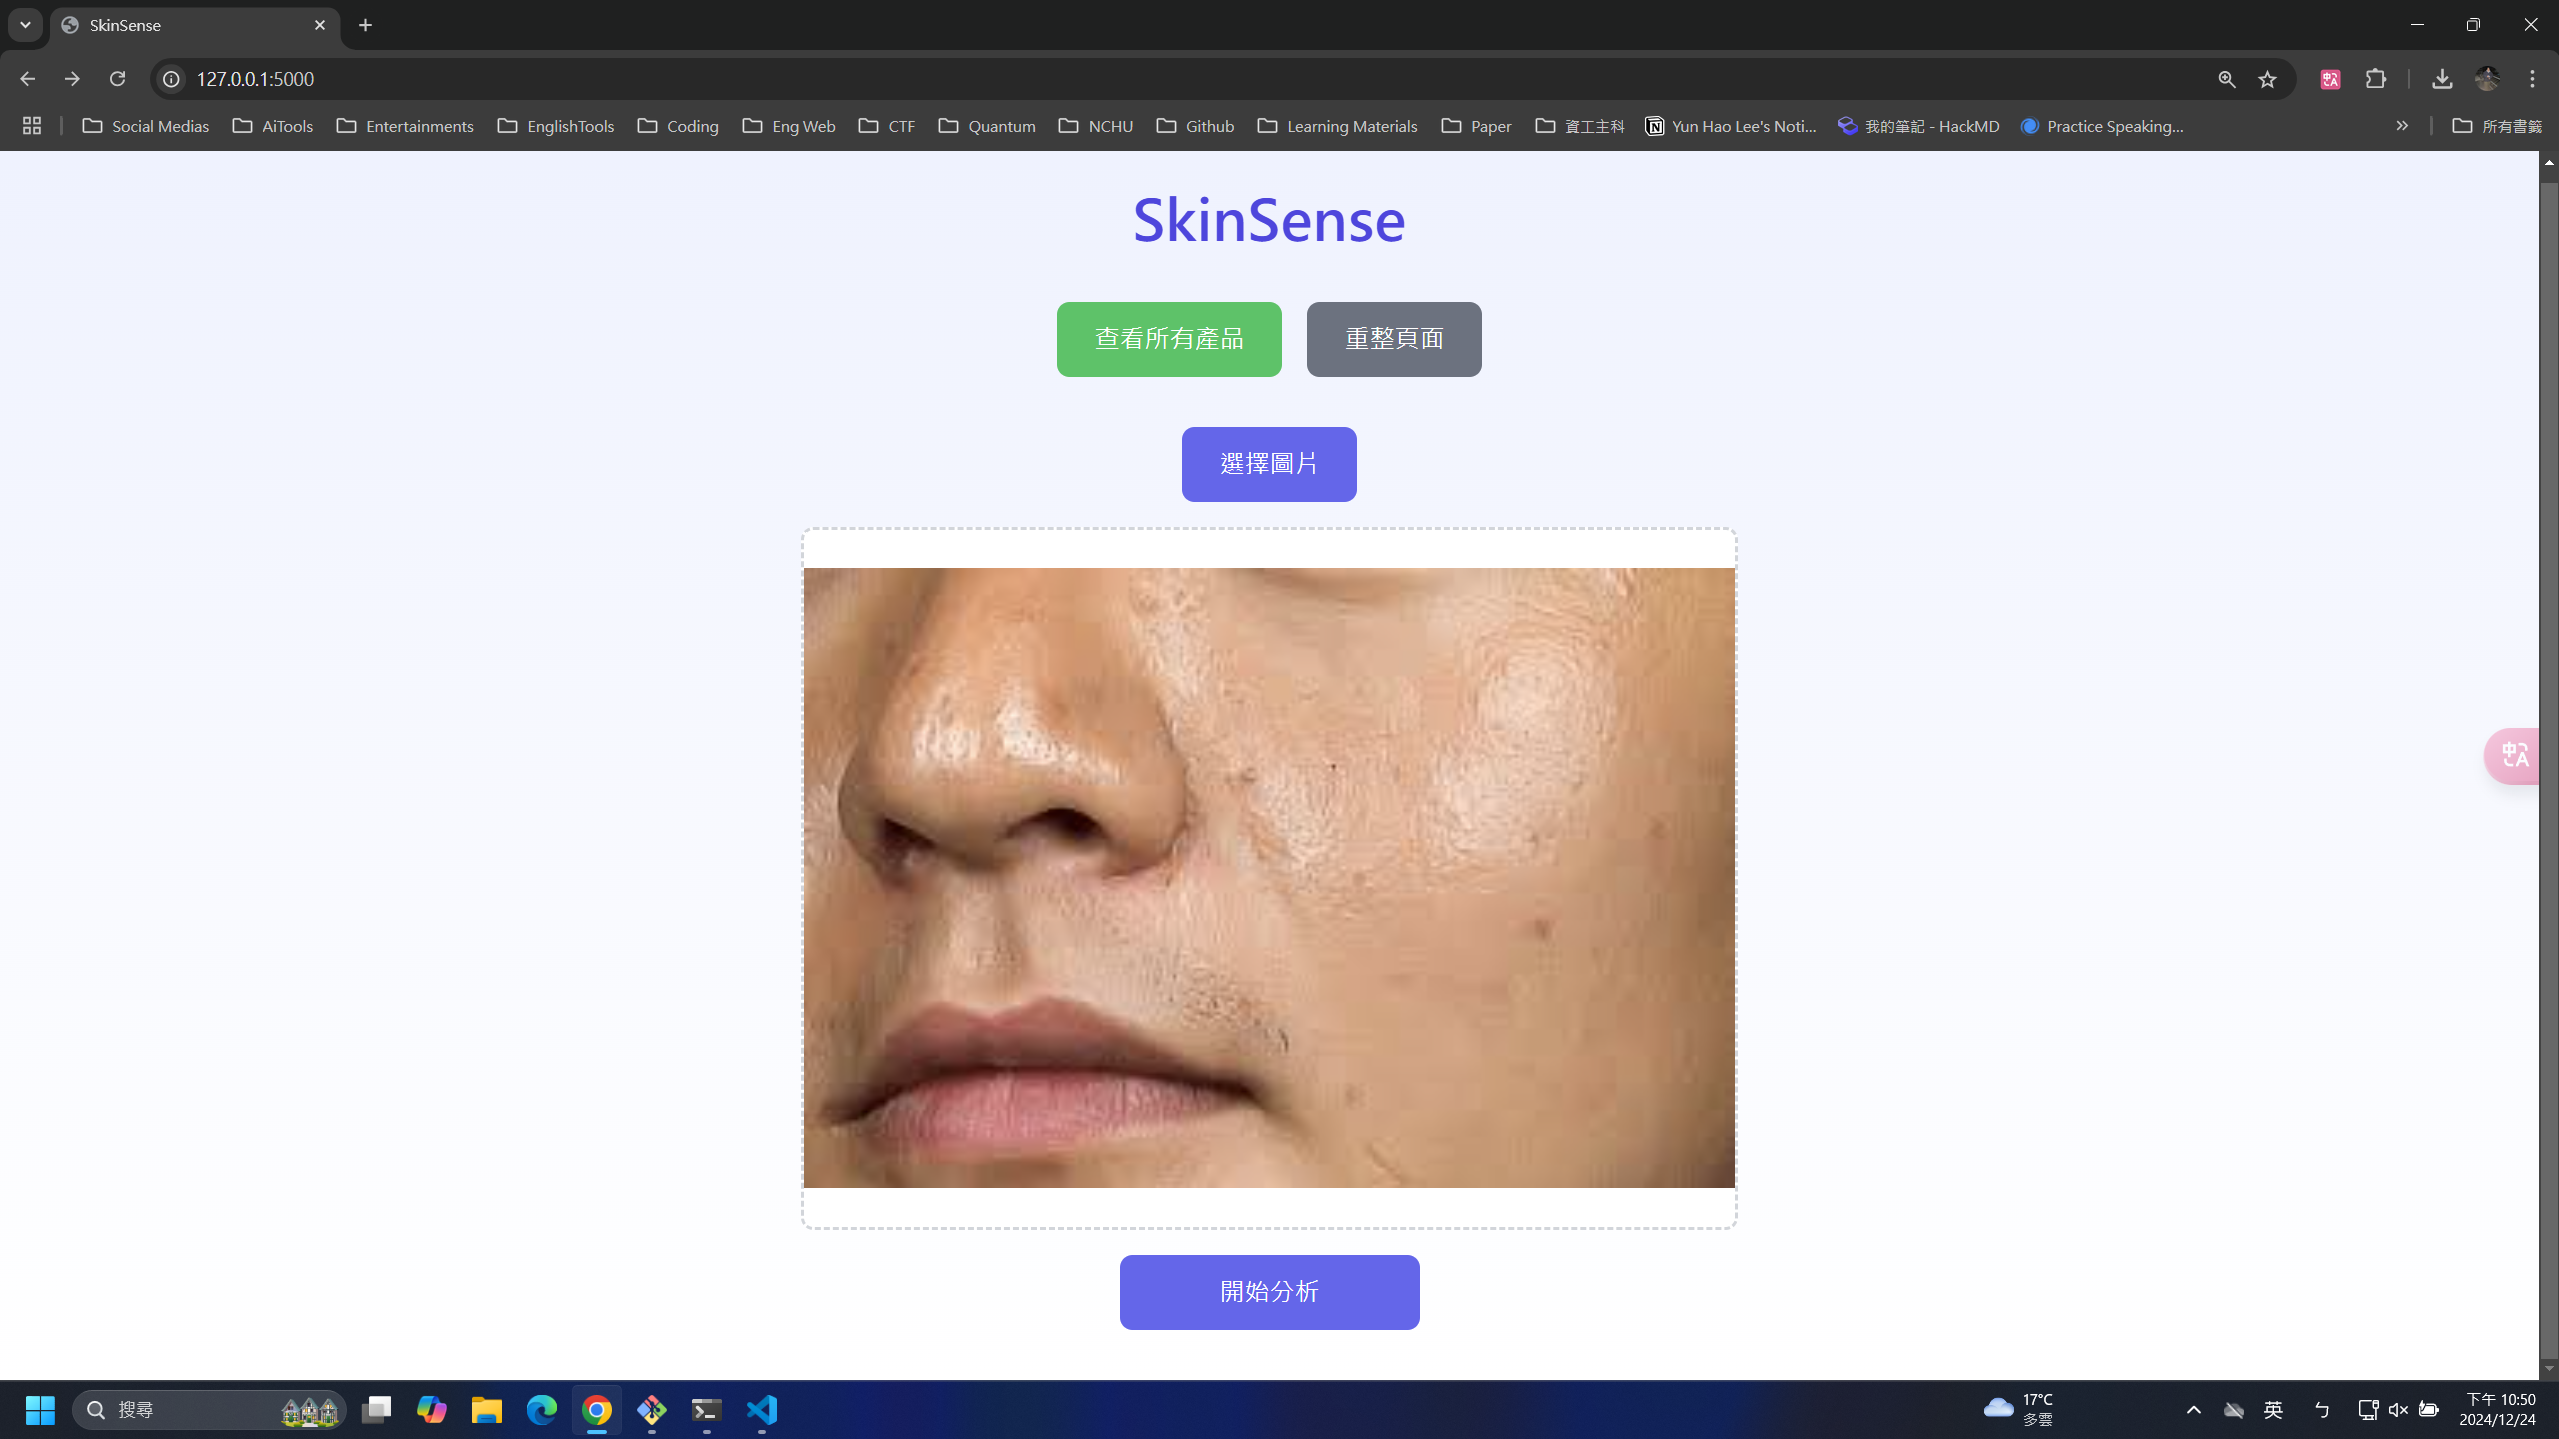 SkinSense
127.0.0.1:5000
Social Medias
AiTools
Entertainments
EnglishTools
Coding
Eng Web
CTF
Quantum
NCHU
Github
Learning Materials
Paper
資工主科
Yun Hao Lee's Noti...
我的筆記 - HackMD
Practice Speaking...
所有書籤
SkinSense
查看所有產品
重整頁面
選擇圖片
開始分析
搜尋
17°C
多雲
英
ㄅ
下午 10:50
2024/12/24